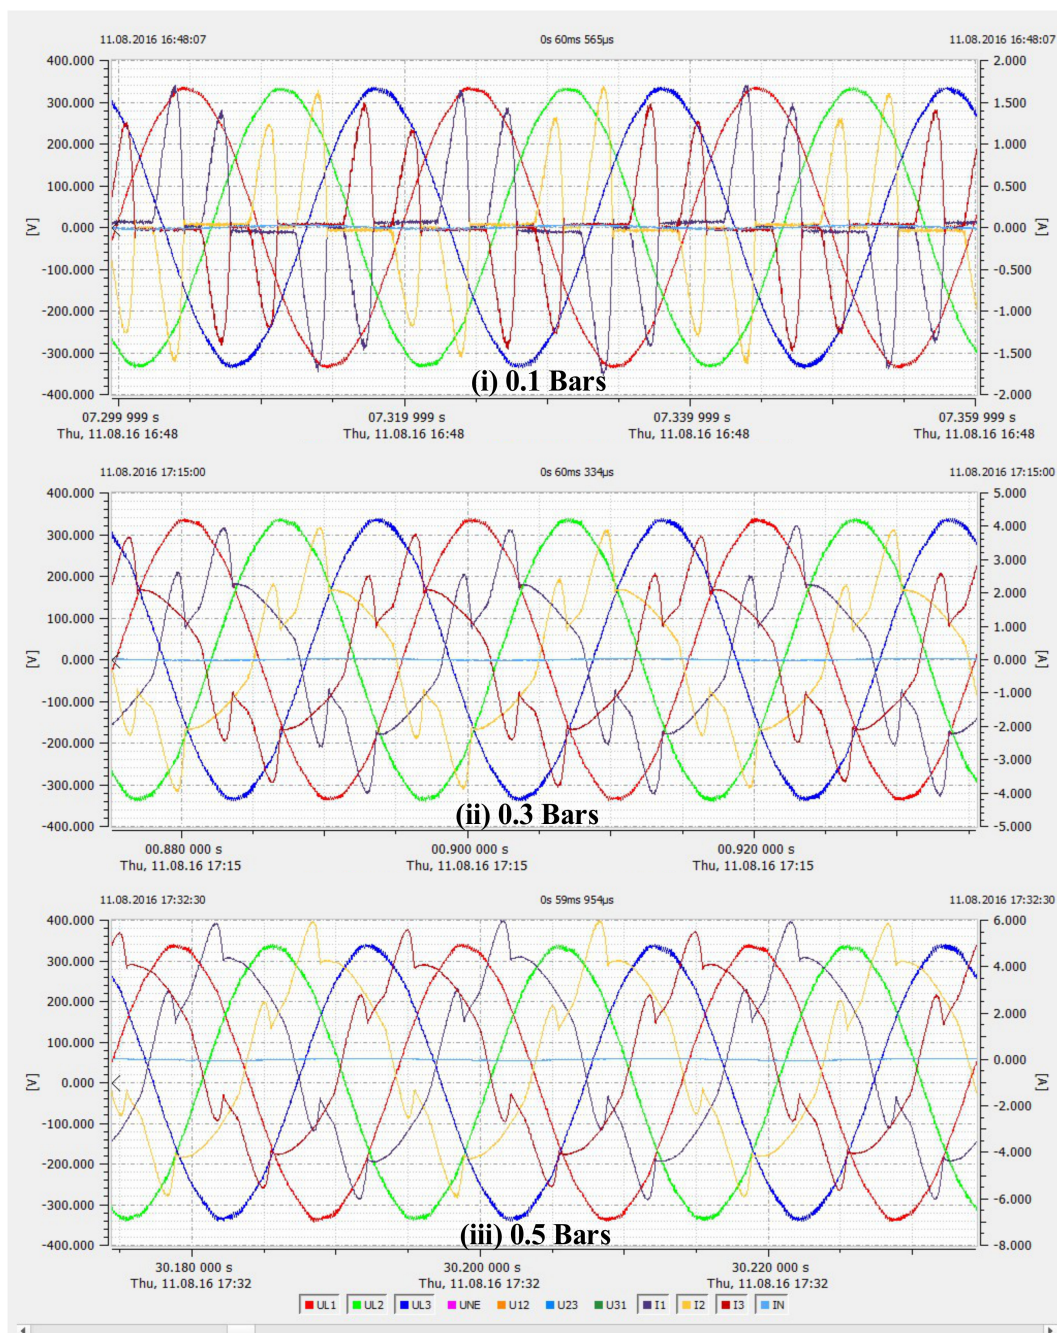 11.08.2016 16:48:07 0s 60ms 565µs 11.08.2016 16:48:07
400.000 2.000
300.000 1.500
200.000 1.000
100.000 0.500
[V] 0.000 0.000 [A]
-100.000 -0.500
-200.000 -1.000
-300.000 -1.500
-400.000 -2.000
(i) 0.1 Bars
07.299 999 s 07.319 999 s 07.339 999 s 07.359 999 s
Thu, 11.08.16 16:48 Thu, 11.08.16 16:48 Thu, 11.08.16 16:48 Thu, 11.08.16 16:48
11.08.2016 17:15:00 0s 60ms 334µs 11.08.2016 17:15:00
400.000 5.000
300.000 4.000
200.000 3.000
100.000 2.000
1.000
[V] 0.000 0.000 [A]
-100.000 -1.000
-200.000 -2.000
-300.000 -3.000
-400.000 -4.000
-5.000
(ii) 0.3 Bars
00.880 000 s 00.900 000 s 00.920 000 s
Thu, 11.08.16 17:15 Thu, 11.08.16 17:15 Thu, 11.08.16 17:15
11.08.2016 17:32:30 0s 59ms 954µs 11.08.2016 17:32:30
400.000 6.000
300.000 4.000
200.000 2.000
100.000 0.000
[V] 0.000 [A]
-100.000 -2.000
-200.000 -4.000
-300.000 -6.000
-400.000 -8.000
(iii) 0.5 Bars
30.180 000 s 30.200 000 s 30.220 000 s
Thu, 11.08.16 17:32 Thu, 11.08.16 17:32 Thu, 11.08.16 17:32
UL1 UL2 UL3 UNE U12 U23 U31 I1 I2 I3 IN